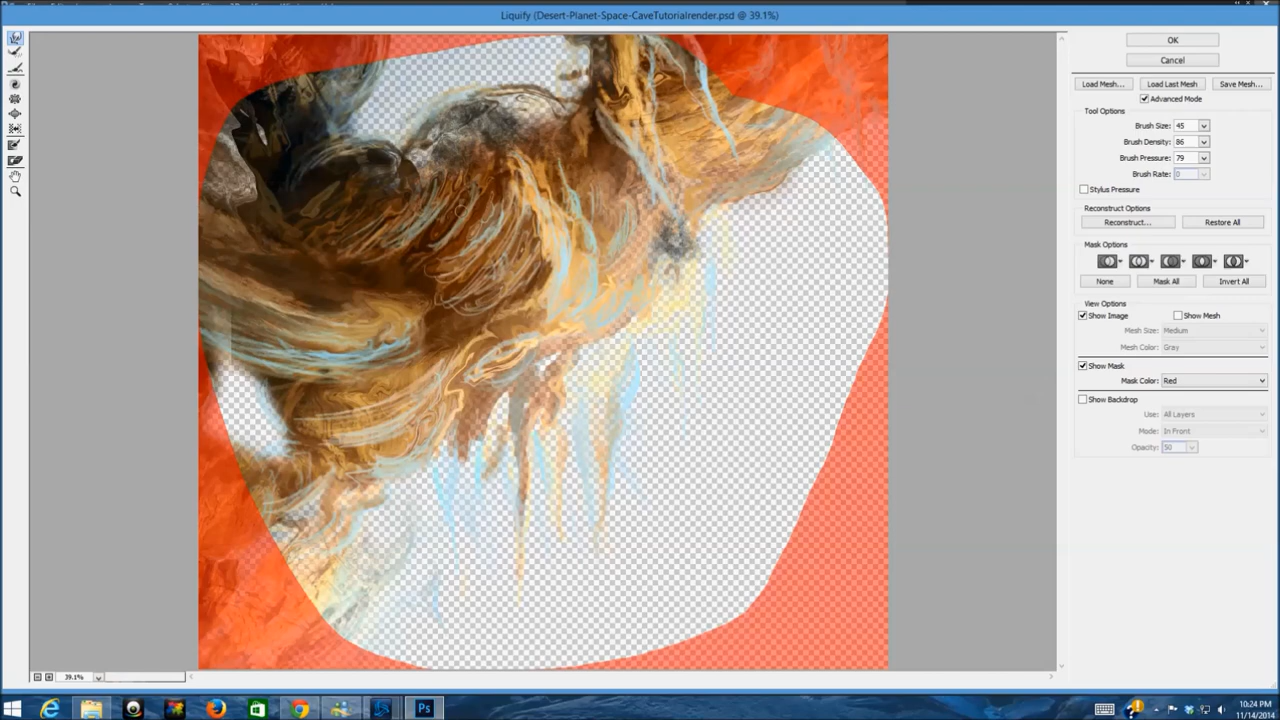 Liquify (Desert-Planet-Space-CaveTutorialrender.psd @ 39.1%)
OK
Cancel
Load Mesh...
Load Last Mesh
Save Mesh...
Advanced Mode
Tool Options
Brush Size: 45
Brush Density: 86
Brush Pressure: 79
Brush Rate: 0
Stylus Pressure
Reconstruct Options
Reconstruct...
Restore All
Mask Options
None
Mask All
Invert All
View Options
Show Image
Show Mesh
Mesh Size: Medium
Mesh Color: Gray
Show Mask
Mask Color: Red
Show Backdrop
Use: All Layers
Mode: In Front
Opacity: 50
39.1%
Ps
10:24 PM
11/14/2014